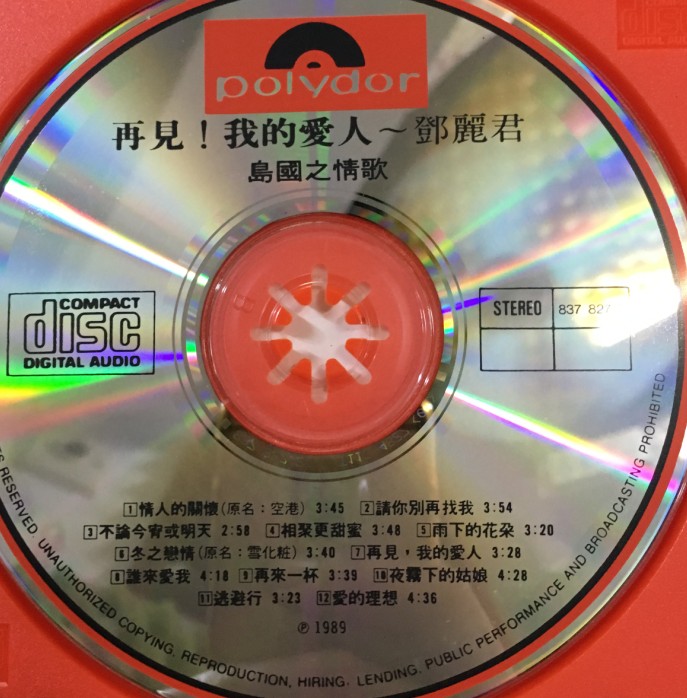 polydor
再見！我的愛人～鄧麗君
島國之情歌
COMPACT
disc
DIGITAL AUDIO
STEREO
837 827
1 情人的關懷(原名：空港) 3:45 2 請你別再找我 3:54
3 不論今宵或明天 2:58 4 相聚更甜蜜 3:48 5 雨下的花朶 3:20
6 冬之戀情(原名：雪化粧) 3:40 7 再見，我的愛人 3:28
8 誰來愛我 4:18 9 再來一杯 3:39 10 夜霧下的姑娘 4:28
11 逃避行 3:23 12 愛的理想 4:36
℗ 1989
RESERVED. UNAUTHORIZED COPYING, REPRODUCTION, HIRING, LENDING, PUBLIC PERFORMANCE AND BROADCASTING PROHIBITED
disc
DIGITAL AUDIO